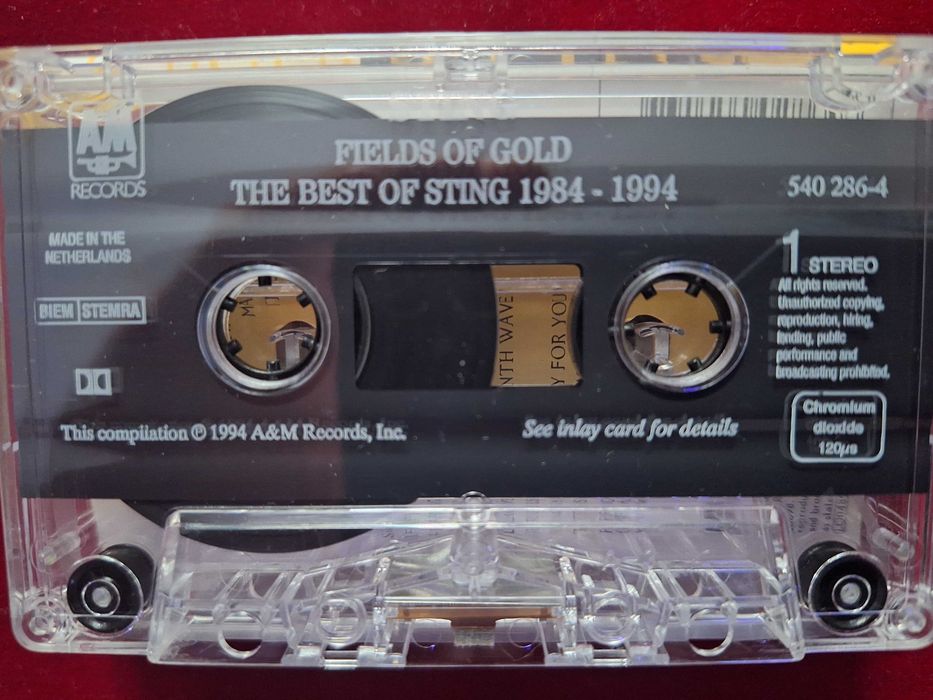 A&M
RECORDS
FIELDS OF GOLD
THE BEST OF STING 1984 - 1994
540 286-4
MADE IN THE
NETHERLANDS
BIEM STEMRA
1 STEREO
All rights reserved.
Unauthorized copying,
reproduction, hiring,
lending, public
performance and
broadcasting prohibited.
NTH WAVE
Y FOR YOU
This compilation ℗ 1994 A&M Records, Inc.
See inlay card for details
Chromium
dioxide
120µs